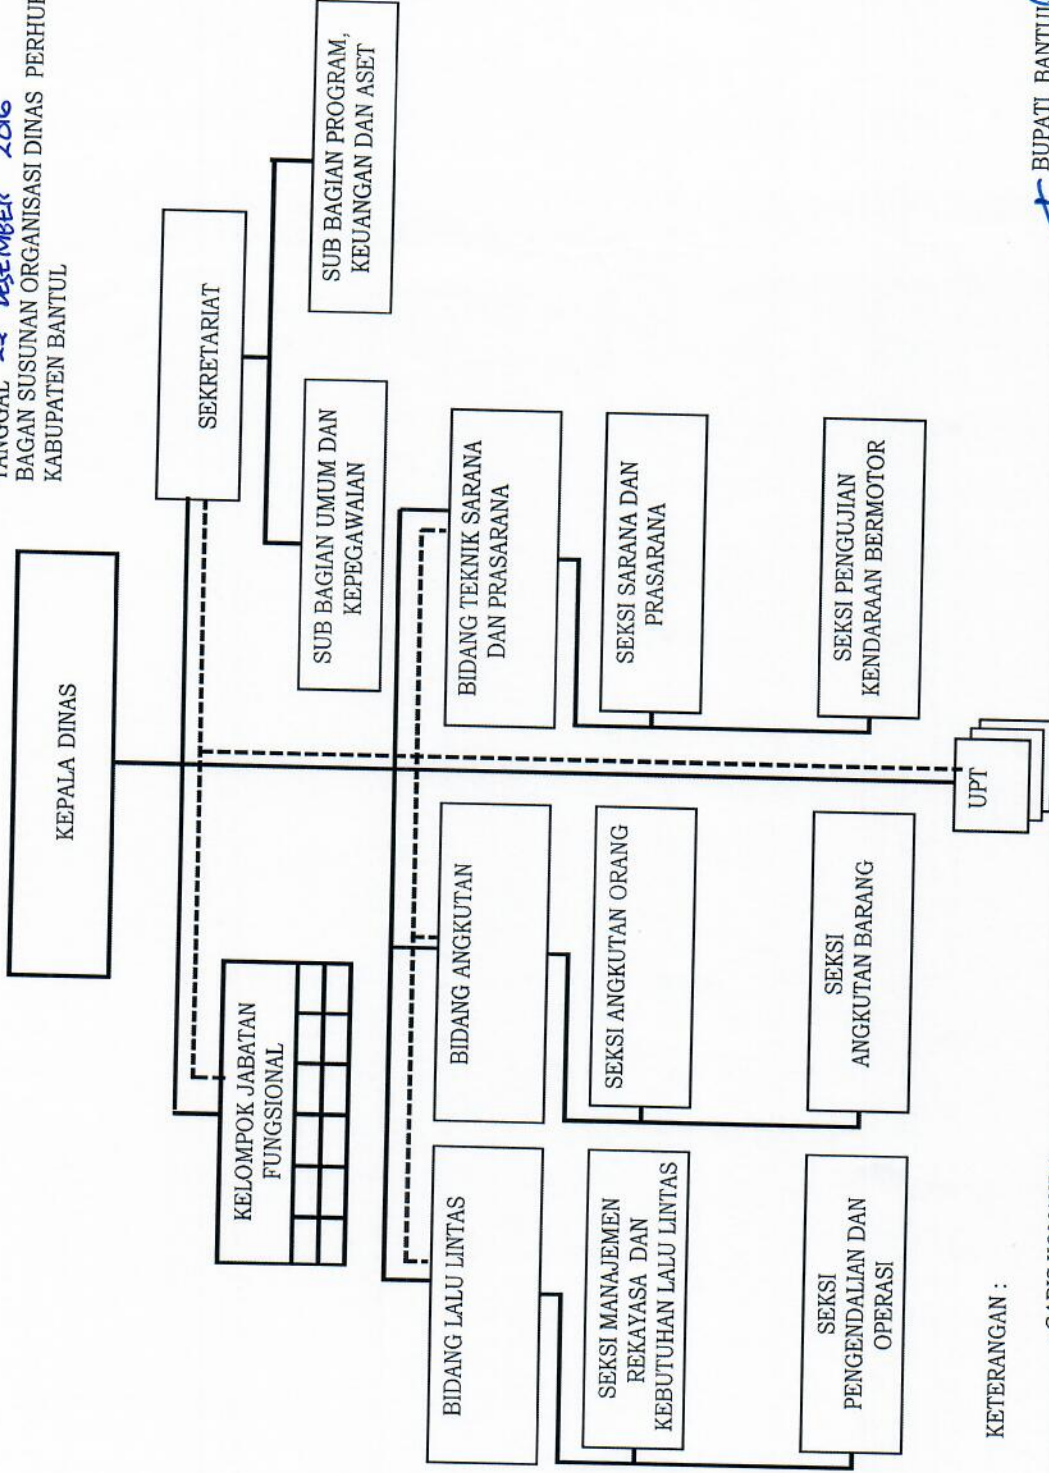 TANGGAL 22 DESEMBER 2016
BAGAN SUSUNAN ORGANISASI DINAS
KABUPATEN BANTUL
KEPALA DINAS
SEKRETARIAT
KELOMPOK JABATAN
FUNGSIONAL
SUB BAGIAN UMUM DAN
KEPEGAWAIAN
SUB BAGIAN PROGRAM,
KEUANGAN DAN ASET
BIDANG LALU LINTAS
BIDANG ANGKUTAN
BIDANG TEKNIK SARANA
DAN PRASARANA
SEKSI MANAJEMEN
REKAYASA DAN
KEBUTUHAN LALU LINTAS
SEKSI ANGKUTAN ORANG
SEKSI SARANA DAN
PRASARANA
SEKSI
PENGENDALIAN DAN
OPERASI
SEKSI
ANGKUTAN BARANG
SEKSI PENGUJIAN
KENDARAAN BERMOTOR
UPT
KETERANGAN :
BUPATI BANTUL